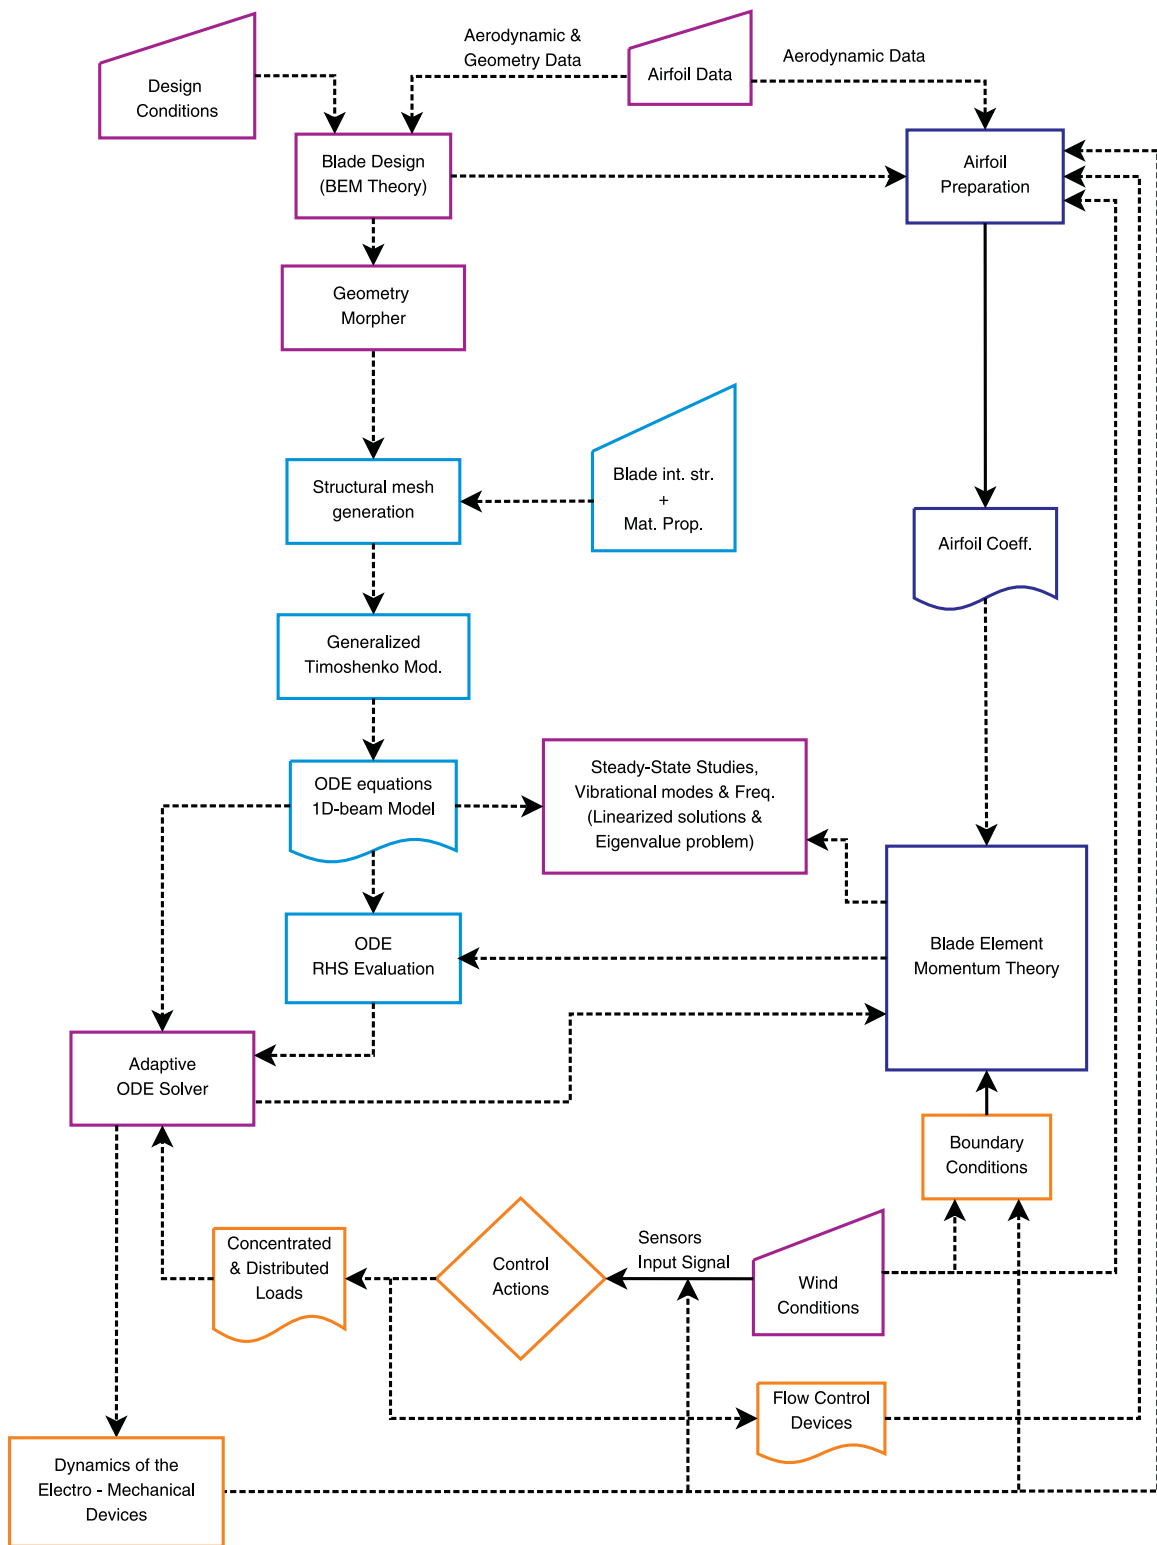 Aerodynamic &
Geometry Data
Aerodynamic Data
Airfoil Data
Design
Conditions
Blade Design
(BEM Theory)
Airfoil
Preparation
Geometry
Morpher
Structural mesh
generation
Blade int. str.
+
Mat. Prop.
Airfoil Coeff.
Generalized
Timoshenko Mod.
ODE equations
1D-beam Model
Steady-State Studies,
Vibrational modes & Freq.
(Linearized solutions &
Eigenvalue problem)
ODE
RHS Evaluation
Blade Element
Momentum Theory
Adaptive
ODE Solver
Boundary
Conditions
Concentrated
& Distributed
Loads
Control
Actions
Sensors
Input Signal
Wind
Conditions
Flow Control
Devices
Dynamics of the
Electro - Mechanical
Devices